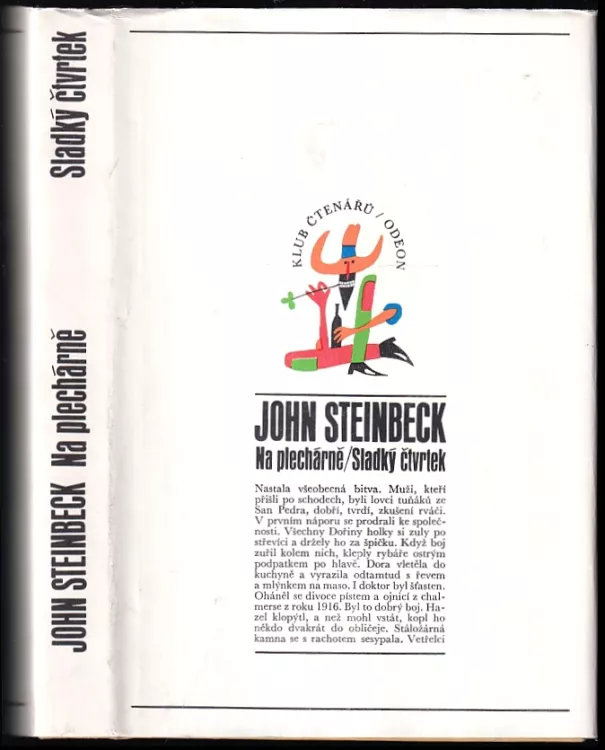 Sladký čtvrtek
JOHN STEINBECK Na plechárně
KLUB ČTENÁŘŮ / ODEON
JOHN STEINBECK
Na plechárně/Sladký čtvrtek
Nastala všeobecná bitva. Muži, kteří
přišli po schodech, byli lovci tuňáků ze
San Pedra, dobří, tvrdí, zkušení rváči.
V prvním náporu se prodrali ke společ-
nosti. Všechny Dořiny holky si zuly po
střevíci a držely ho za špičku. Když boj
zuřil kolem nich, kleply rybáře ostrým
podpatkem po hlavě. Dora vletěla do
kuchyně a vyrazila odtamtud s řevem
a mlýnkem na maso. I doktor byl šťasten.
Oháněl se divoce pístem a ojnicí z chal-
merse z roku 1916. Byl to dobrý boj. Ha-
zel klopýtl, a než mohl vstát, kopl ho
někdo dvakrát do obličeje. Stáložárná
kamna se s rachotem sesypala. Vetřelci